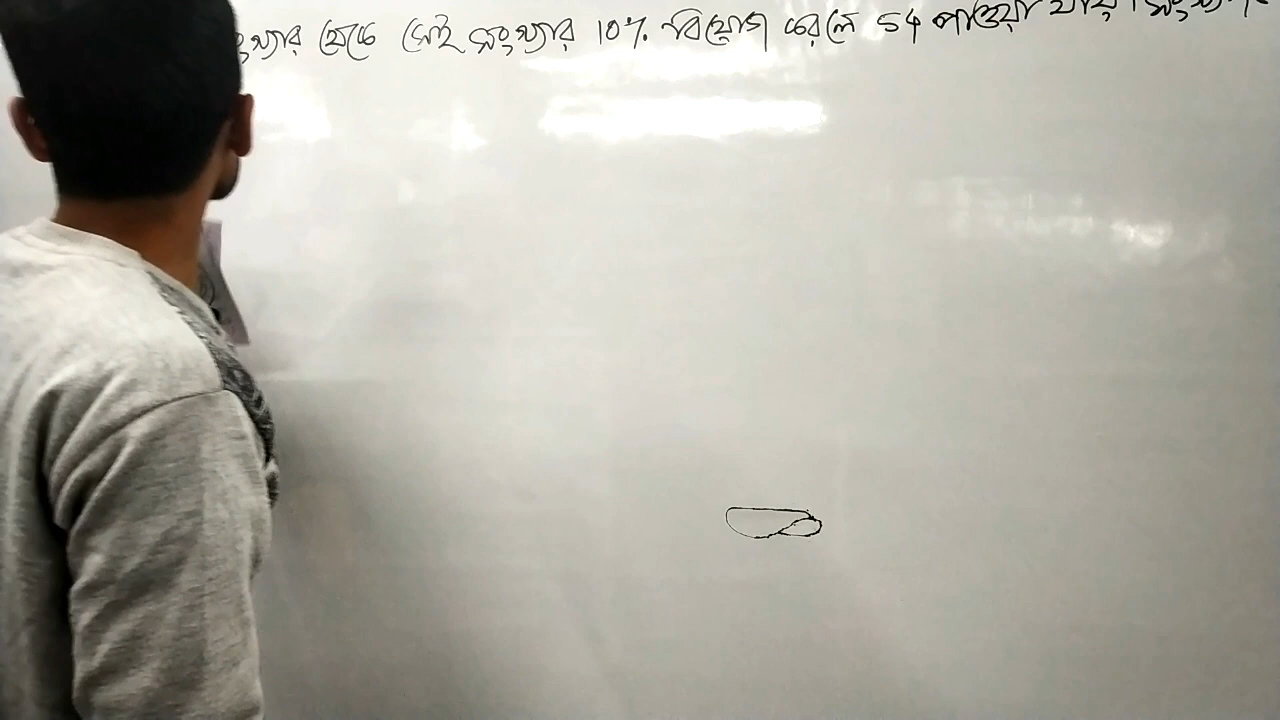 সংখ্যার থেকে সেই সংখ্যার 10% বিয়োগ করলে 54 পাওয়া যায়। সংখ্যা